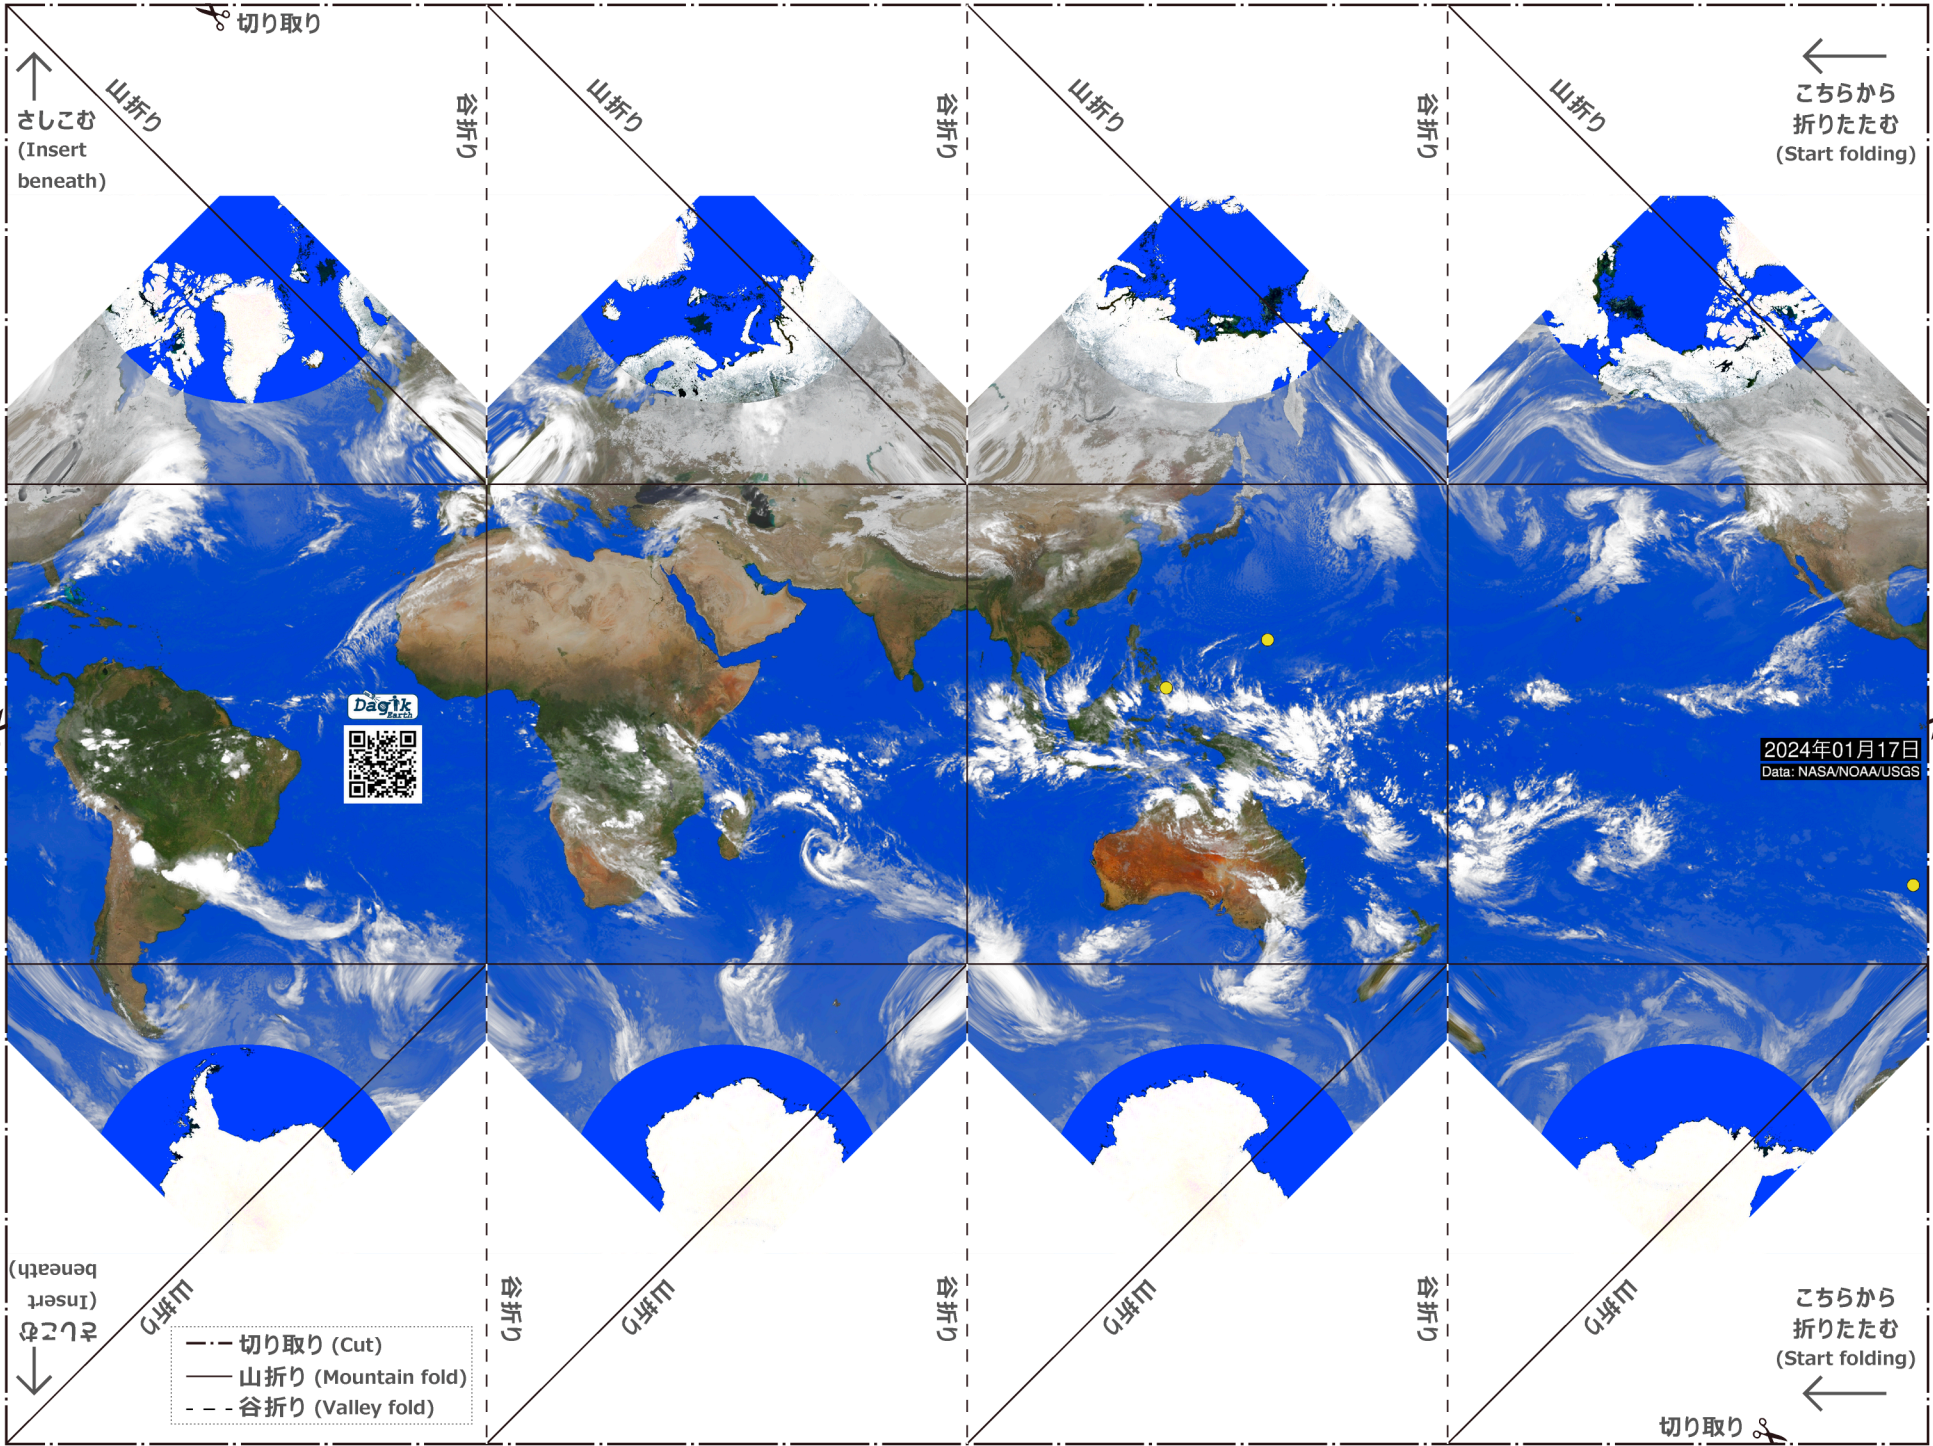 切り取り
山折り
谷折り
山折り
谷折り
山折り
谷折り
山折り
さしこむ
(Insert
beneath)
こちらから
折りたたむ
(Start folding)
Dagik
Earth
2024年01月17日
Data: NASA/NOAA/USGS
さしこむ
(Insert
beneath)
山折り
谷折り
山折り
谷折り
山折り
谷折り
山折り
切り取り (Cut)
山折り (Mountain fold)
谷折り (Valley fold)
こちらから
折りたたむ
(Start folding)
切り取り